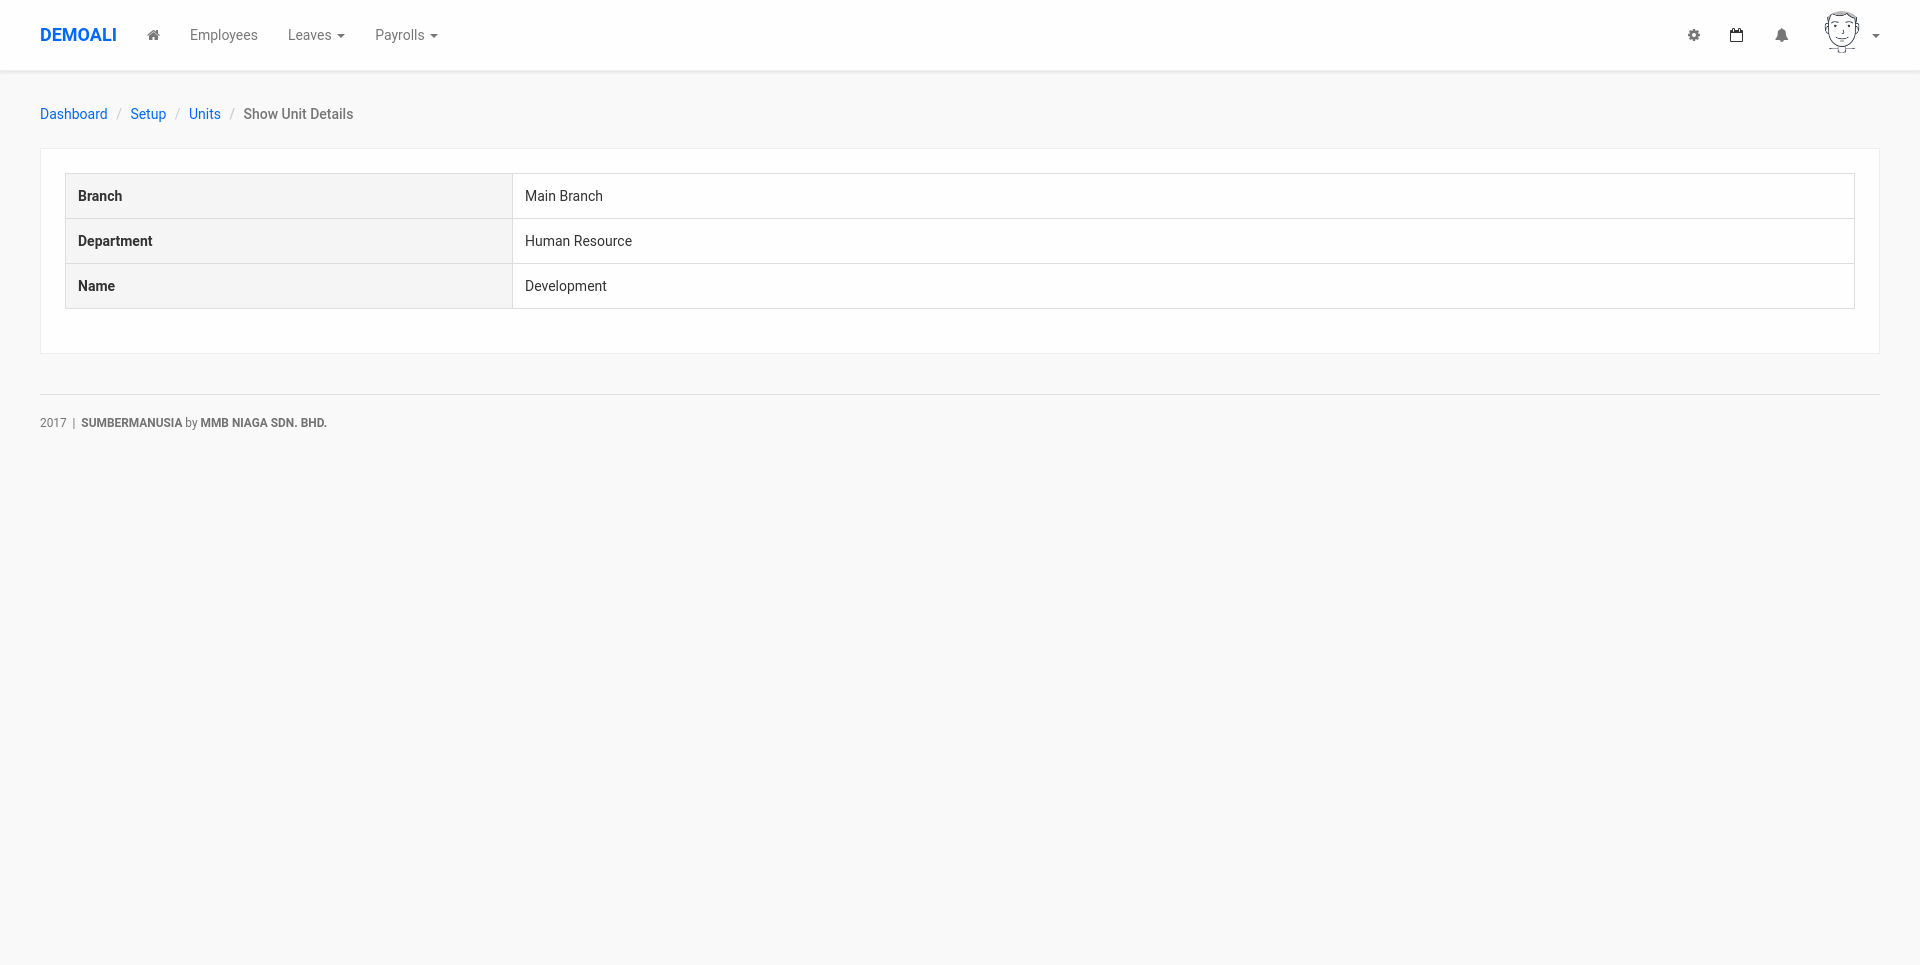 DEMOALI Employees Leaves Payrolls
Dashboard / Setup / Units / Show Unit Details
Branch Main Branch
Department Human Resource
Name Development
2017 | SUMBERMANUSIA by MMB NIAGA SDN. BHD.